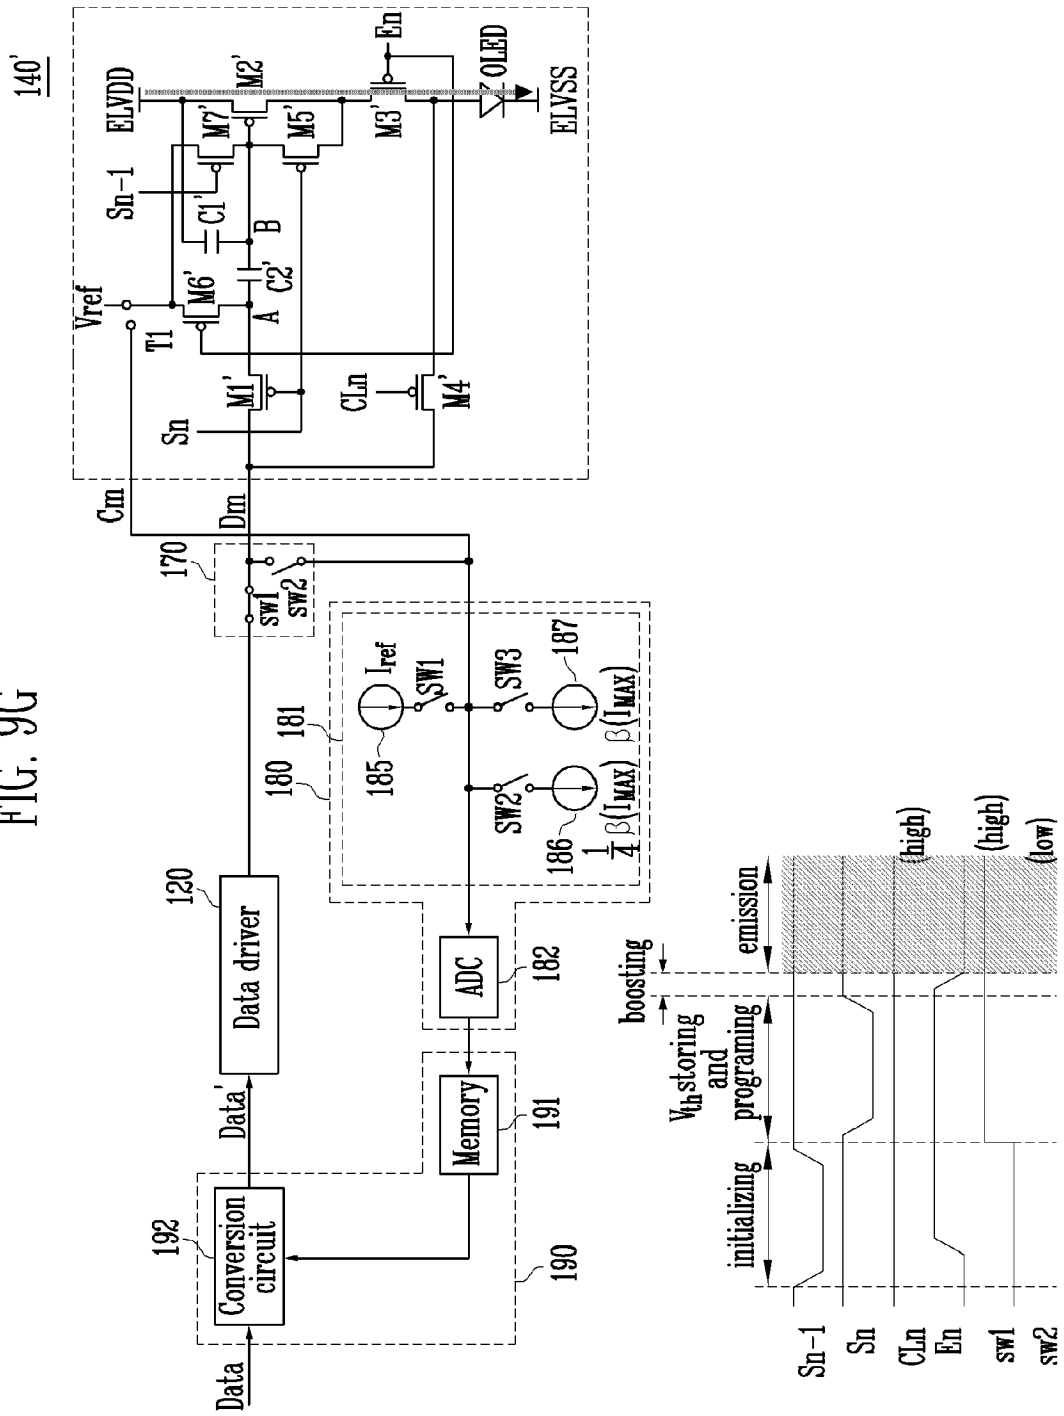 FIG. 9G
140'
ELVDD
Vref
Cm
T1
Sn-1
M7'
M2'
C1'
M6'
B
M5'
En
M3'
OLED
ELVSS
C2'
A
M1'
Sn
CLn
M4'
Dm
170
sw1
sw2
120
Data driver
Data'
192
Conversion
circuit
Data
190
Memory
191
ADC
182
180
181
Iref
185
SW1
SW2
SW3
186
187
1/4 β(IMAX)
β(IMAX)
initializing
Vth storing
and
programing
boosting
emission
Sn-1
Sn
CLn
(high)
En
sw1
(high)
sw2
(low)